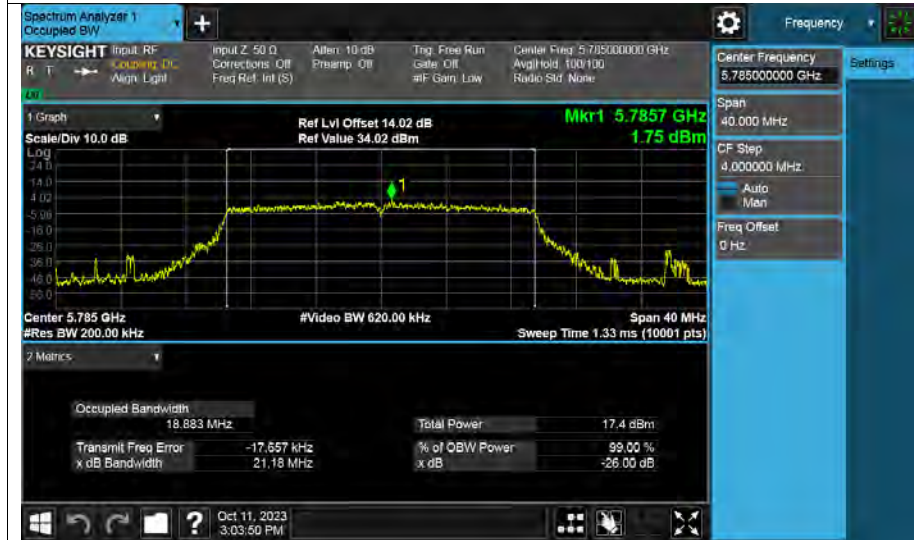 Spectrum Analyzer 1
Occupied BW
+
Frequency
KEYSIGHT
R T
Input: RF
Coupling: DC
Align: Light
Input Z: 50 Ω
Corrections: Off
Freq Ref: Int (S)
Atten: 10 dB
Preamp: Off
Trig: Free Run
Gate: Off
#IF Gain: Low
Center Freq: 5.785000000 GHz
Avg|Hold: 100/100
Radio Std: None
Center Frequency
5.785000000 GHz
Settings
Span
40.000 MHz
CF Step
4.000000 MHz
Auto
Man
Freq Offset
0 Hz
1 Graph
Scale/Div 10.0 dB
Ref Lvl Offset 14.02 dB
Ref Value 34.02 dBm
Mkr1 5.7857 GHz
1.75 dBm
Log
24.0
14.0
4.02
-5.98
-16.0
-26.0
-36.0
-46.0
-56.0
1
Center 5.785 GHz
#Video BW 620.00 kHz
Span 40 MHz
#Res BW 200.00 kHz
Sweep Time 1.33 ms (10001 pts)
2 Metrics
Occupied Bandwidth
18.883 MHz
Total Power 17.4 dBm
Transmit Freq Error -17.657 kHz
% of OBW Power 99.00 %
x dB Bandwidth 21.18 MHz
x dB -26.00 dB
?
Oct 11, 2023
3:03:50 PM